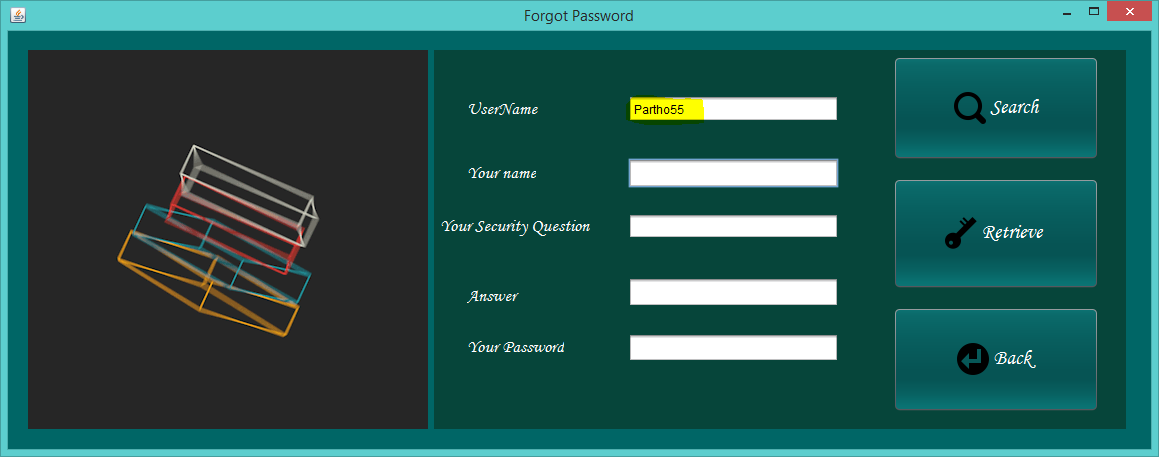 Forgot Password
UserName
Partho55
Search
Your name
Your Security Question
Retrieve
Answer
Your Password
Back